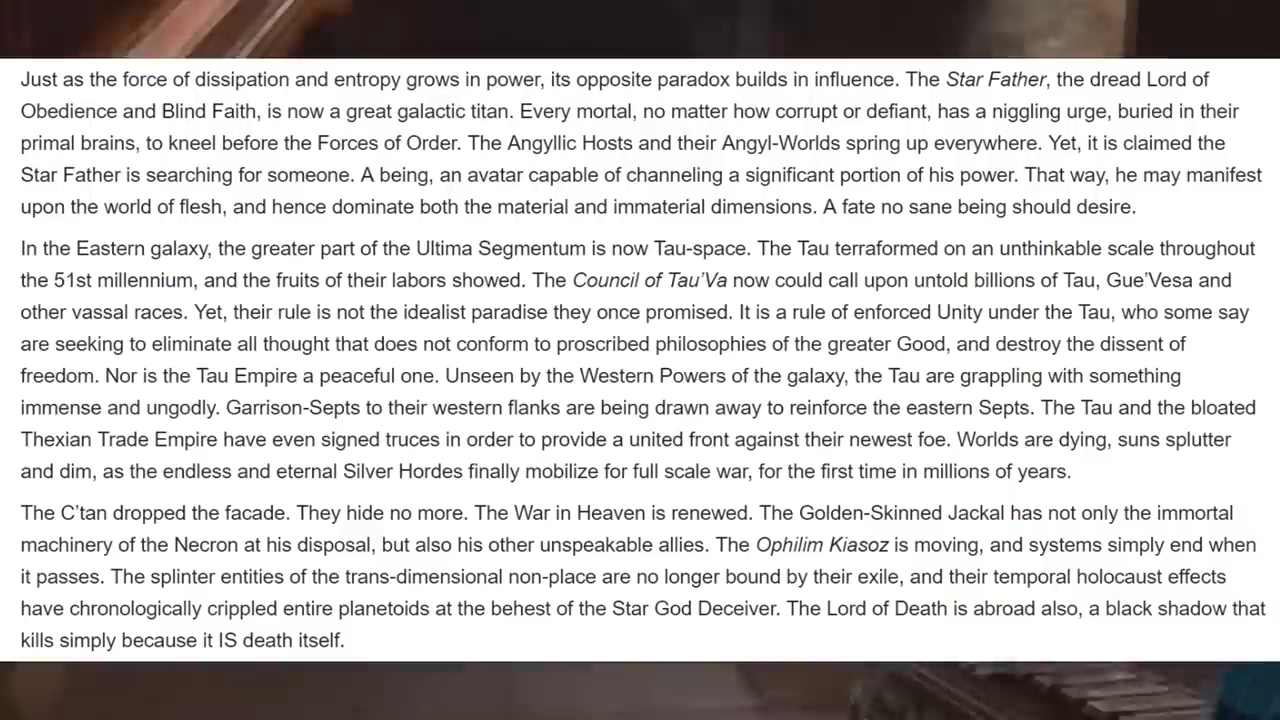 Just as the force of dissipation and entropy grows in power, its opposite paradox builds in influence. The Star Father, the dread Lord of
Obedience and Blind Faith, is now a great galactic titan. Every mortal, no matter how corrupt or defiant, has a niggling urge, buried in their
primal brains, to kneel before the Forces of Order. The Angyllic Hosts and their Angyl-Worlds spring up everywhere. Yet, it is claimed the
Star Father is searching for someone. A being, an avatar capable of channeling a significant portion of his power. That way, he may manifest
upon the world of flesh, and hence dominate both the material and immaterial dimensions. A fate no sane being should desire.
In the Eastern galaxy, the greater part of the Ultima Segmentum is now Tau-space. The Tau terraformed on an unthinkable scale throughout
the 51st millennium, and the fruits of their labors showed. The Council of Tau'Va now could call upon untold billions of Tau, Gue'Vesa and
other vassal races. Yet, their rule is not the idealist paradise they once promised. It is a rule of enforced Unity under the Tau, who some say
are seeking to eliminate all thought that does not conform to proscribed philosophies of the greater Good, and destroy the dissent of
freedom. Nor is the Tau Empire a peaceful one. Unseen by the Western Powers of the galaxy, the Tau are grappling with something
immense and ungodly. Garrison-Septs to their western flanks are being drawn away to reinforce the eastern Septs. The Tau and the bloated
Thexian Trade Empire have even signed truces in order to provide a united front against their newest foe. Worlds are dying, suns splutter
and dim, as the endless and eternal Silver Hordes finally mobilize for full scale war, for the first time in millions of years.
The C'tan dropped the facade. They hide no more. The War in Heaven is renewed. The Golden-Skinned Jackal has not only the immortal
machinery of the Necron at his disposal, but also his other unspeakable allies. The Ophilim Kiasoz is moving, and systems simply end when
it passes. The splinter entities of the trans-dimensional non-place are no longer bound by their exile, and their temporal holocaust effects
have chronologically crippled entire planetoids at the behest of the Star God Deceiver. The Lord of Death is abroad also, a black shadow that
kills simply because it IS death itself.